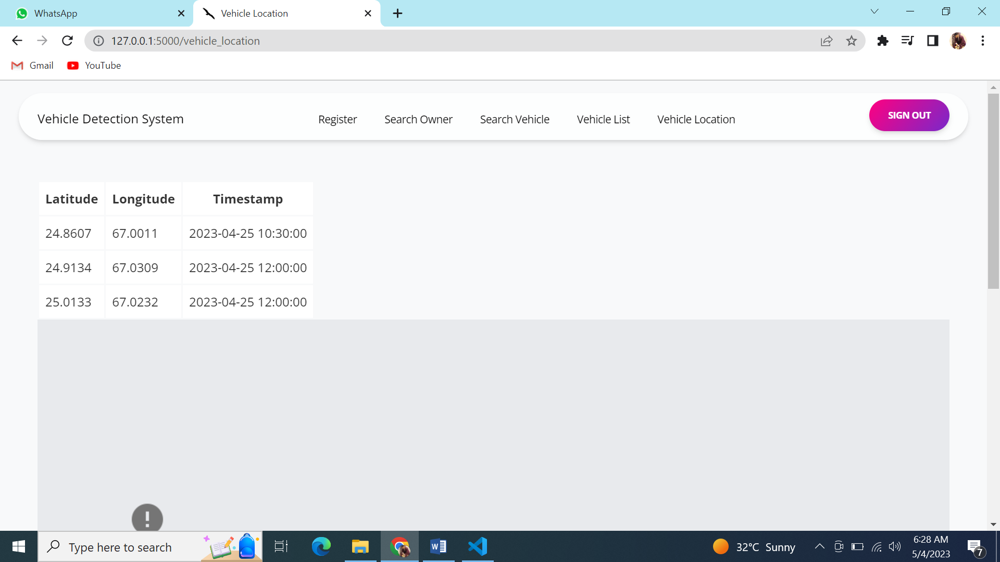 WhatsApp
Vehicle Location
127.0.0.1:5000/vehicle_location
Gmail
YouTube
Vehicle Detection System
Register
Search Owner
Search Vehicle
Vehicle List
Vehicle Location
SIGN OUT
Latitude Longitude Timestamp
24.8607 67.0011 2023-04-25 10:30:00
24.9134 67.0309 2023-04-25 12:00:00
25.0133 67.0232 2023-04-25 12:00:00
!
Type here to search
W
32°C Sunny
6:28 AM
5/4/2023
7